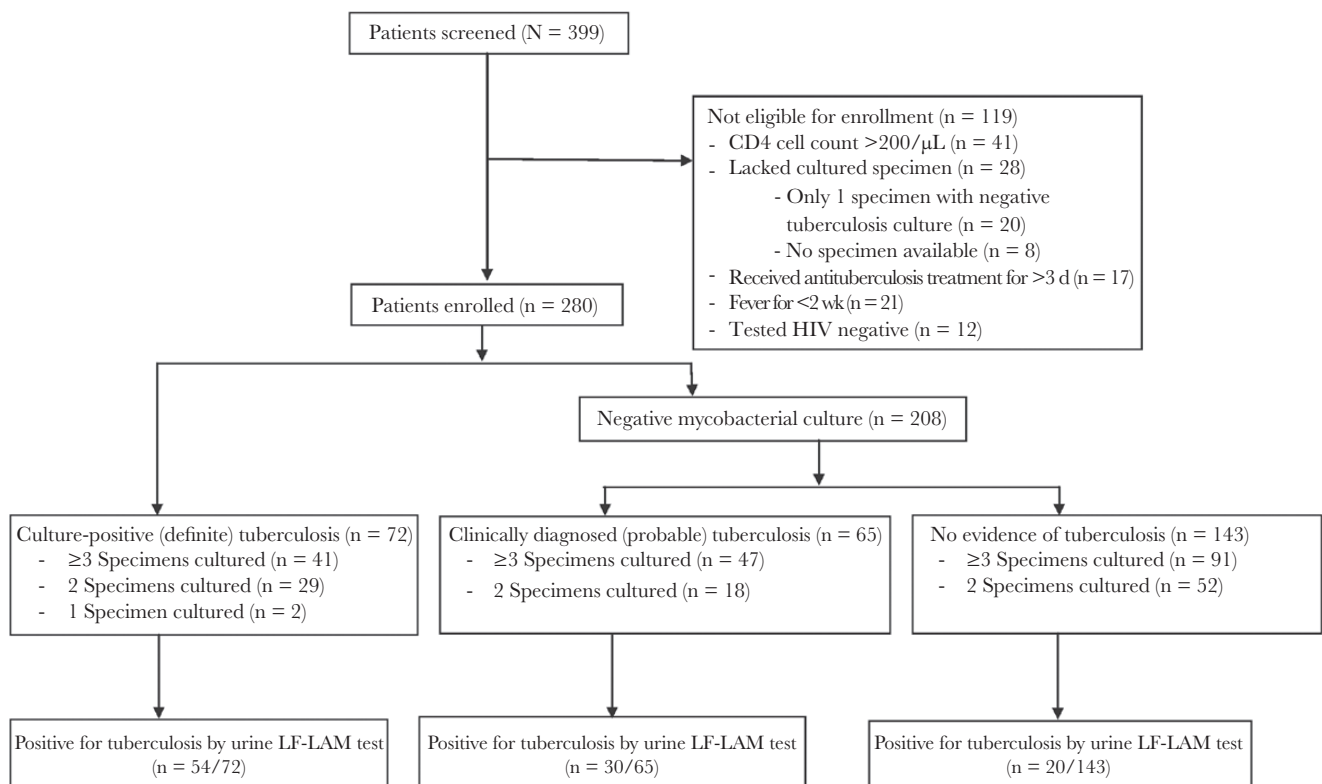 Patients screened (N = 399)
Not eligible for enrollment (n = 119)
- CD4 cell count >200/μL (n = 41)
- Lacked cultured specimen (n = 28)
- Only 1 specimen with negative
tuberculosis culture (n = 20)
- No specimen available (n = 8)
- Received antituberculosis treatment for >3 d (n = 17)
- Fever for <2 wk (n = 21)
- Tested HIV negative (n = 12)
Patients enrolled (n = 280)
Negative mycobacterial culture (n = 208)
Culture-positive (definite) tuberculosis (n = 72)
- ≥3 Specimens cultured (n = 41)
- 2 Specimens cultured (n = 29)
- 1 Specimen cultured (n = 2)
Clinically diagnosed (probable) tuberculosis (n = 65)
- ≥3 Specimens cultured (n = 47)
- 2 Specimens cultured (n = 18)
No evidence of tuberculosis (n = 143)
- ≥3 Specimens cultured (n = 91)
- 2 Specimens cultured (n = 52)
Positive for tuberculosis by urine LF-LAM test
(n = 54/72)
Positive for tuberculosis by urine LF-LAM test
(n = 30/65)
Positive for tuberculosis by urine LF-LAM test
(n = 20/143)